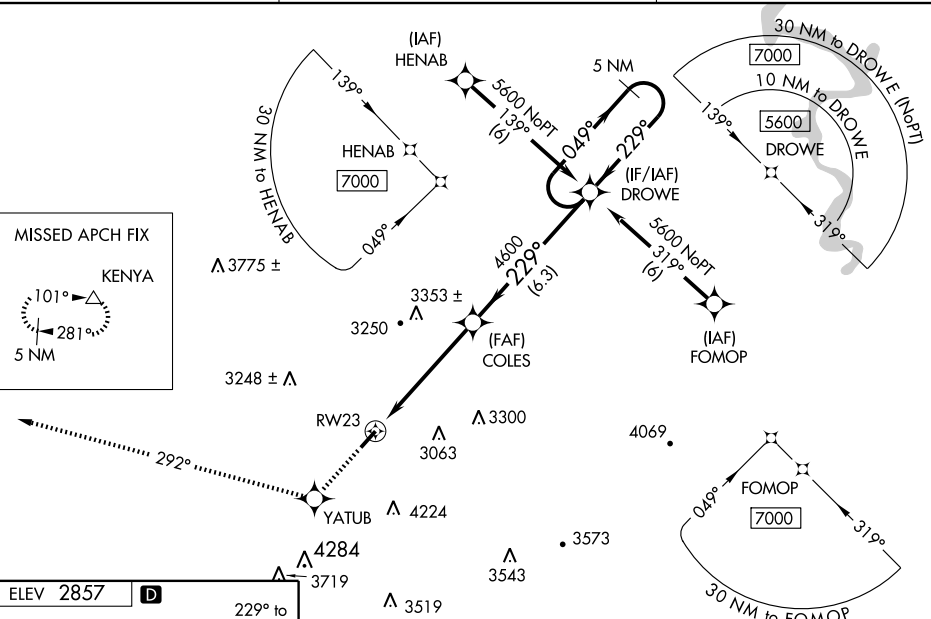 (IAF)
HENAB
5 NM
30 NM to DROWE (NoPT)
7000
10 NM to DROWE
5600
DROWE
139°
319°
139°
HENAB
7000
049°
30 NM to HENAB
5600 NoPT
139°
(6)
049°
229°
(IF/IAF)
DROWE
5600 NoPT
319°
(6)
(IAF)
FOMOP
4600
229°
(6.3)
MISSED APCH FIX
KENYA
101°
281°
5 NM
3775 ±
3353 ±
3250
(FAF)
COLES
3248 ±
RW23
3300
3063
4069
292°
YATUB
4224
4284
3719
3573
3543
3519
049°
FOMOP
7000
319°
30 NM to FOMOP
ELEV 2857 D
229° to